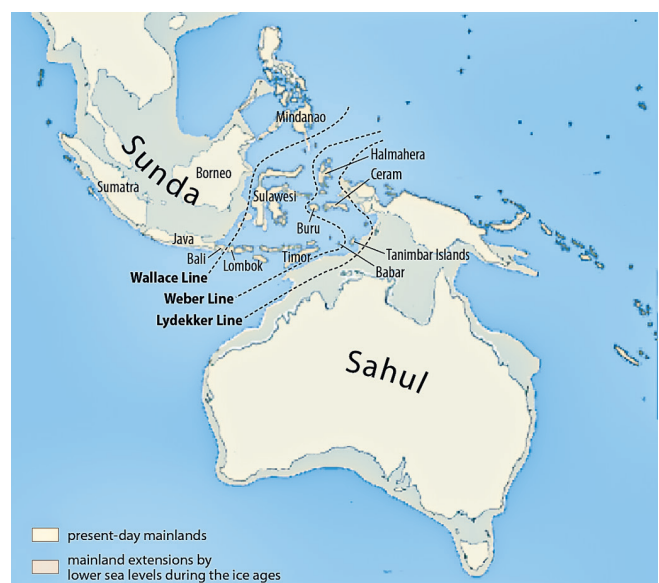 Mindanao
Sunda
Halmahera
Ceram
Borneo
Sumatra
Sulawesi
Buru
Java
Bali
Lombok
Timor
Tanimbar Islands
Babar
Wallace Line
Weber Line
Lydekker Line
Sahul
present-day mainlands
mainland extensions by
lower sea levels during the ice ages